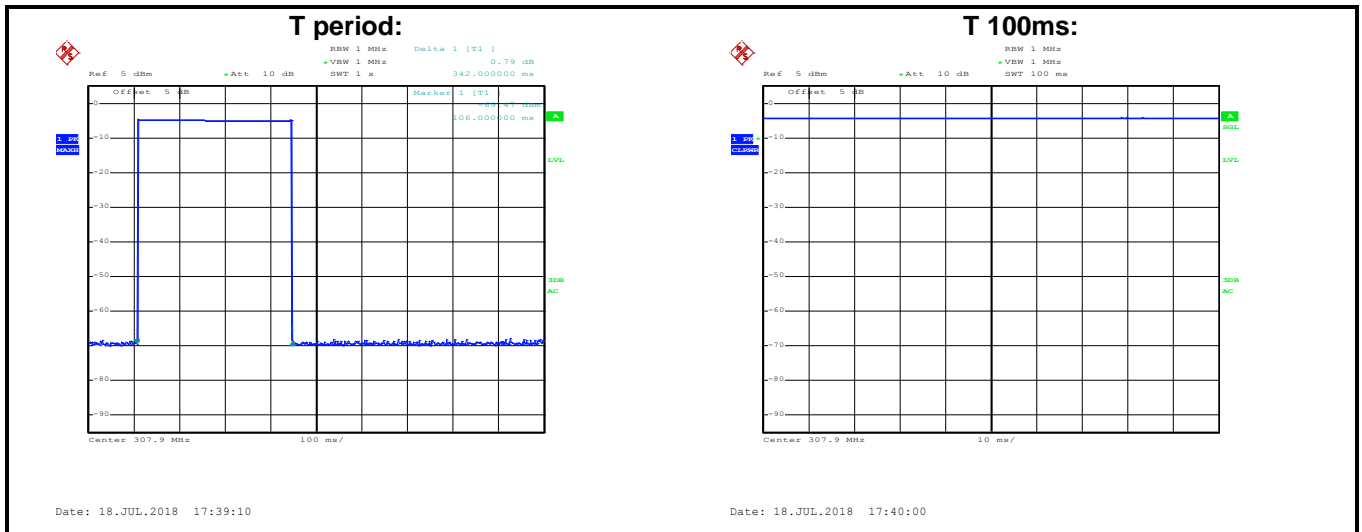 T period:
R S
RBW 1 MHz
Delta 1 [T1 ]
* VBW 1 MHz
0.79 dB
Ref 5 dBm
* Att 10 dB
SWT 1 s
342.000000 ms
Offset 5 dB
Marker 1 [T1 ]
-69.47 dBm
106.000000 ms
A
1 PK
MAXH
LVL
3DB
AC
0
-10
-20
-30
-40
-50
-60
-70
-80
-90
Center 307.9 MHz
100 ms/
Date: 18.JUL.2018 17:39:10
T 100ms:
R S
RBW 1 MHz
* VBW 1 MHz
Ref 5 dBm
* Att 10 dB
SWT 100 ms
Offset 5 dB
A
SGL
1 PK *
CLRWR
LVL
3DB
AC
0
-10
-20
-30
-40
-50
-60
-70
-80
-90
Center 307.9 MHz
10 ms/
Date: 18.JUL.2018 17:40:00